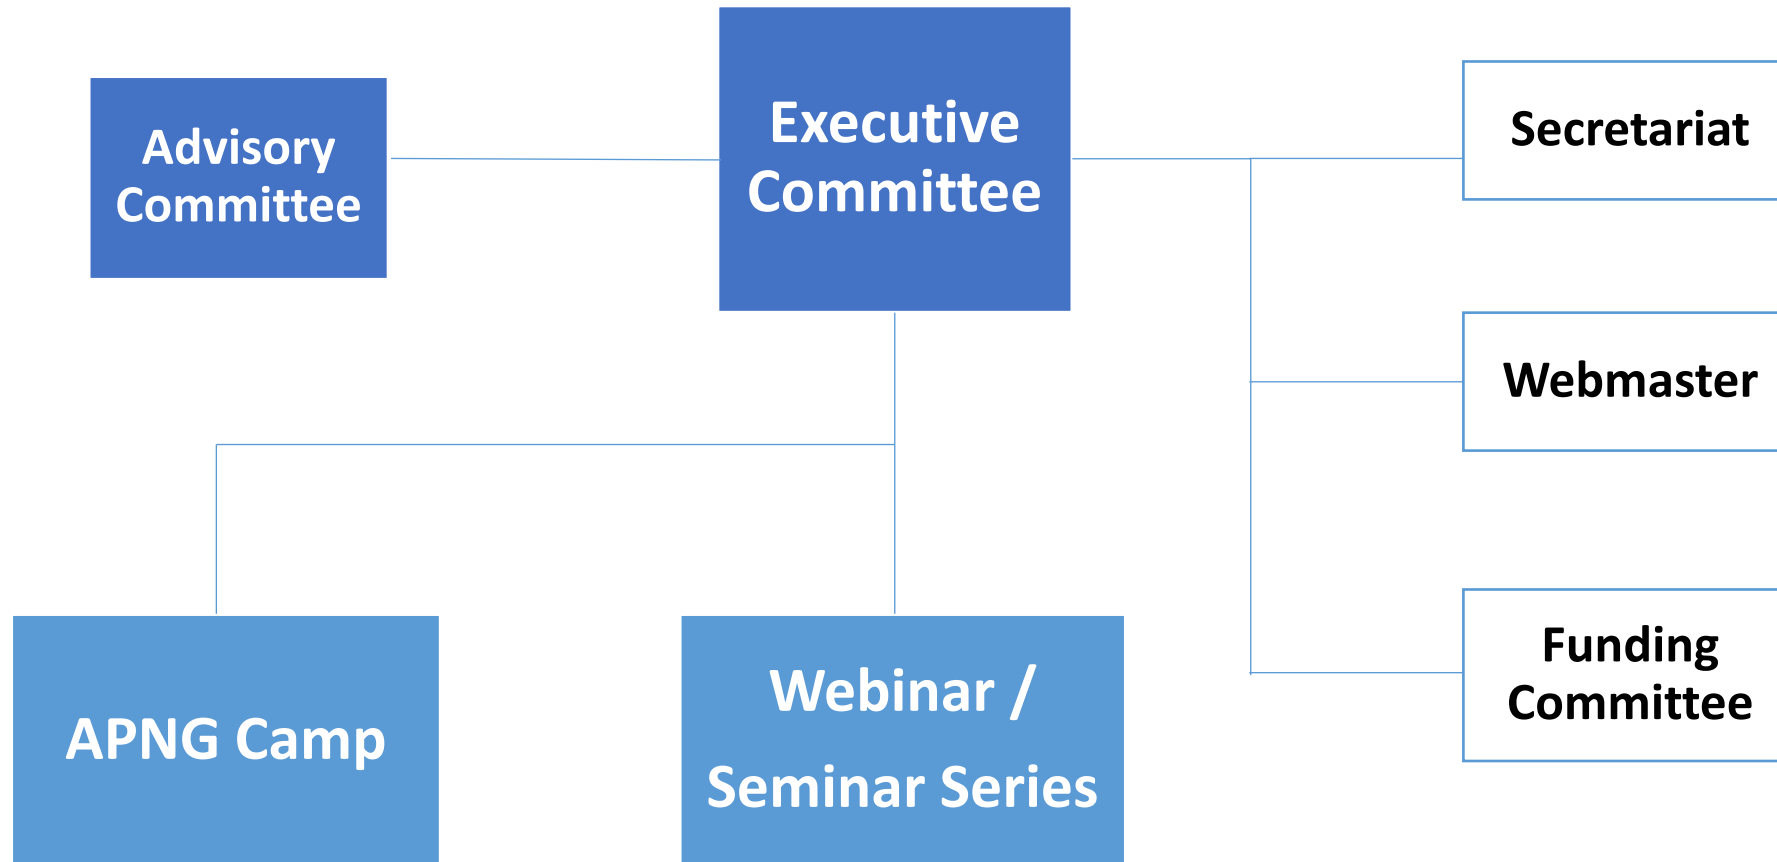 Advisory
Committee
Executive
Committee
Secretariat
Webmaster
Funding
Committee
APNG Camp
Webinar /
Seminar Series